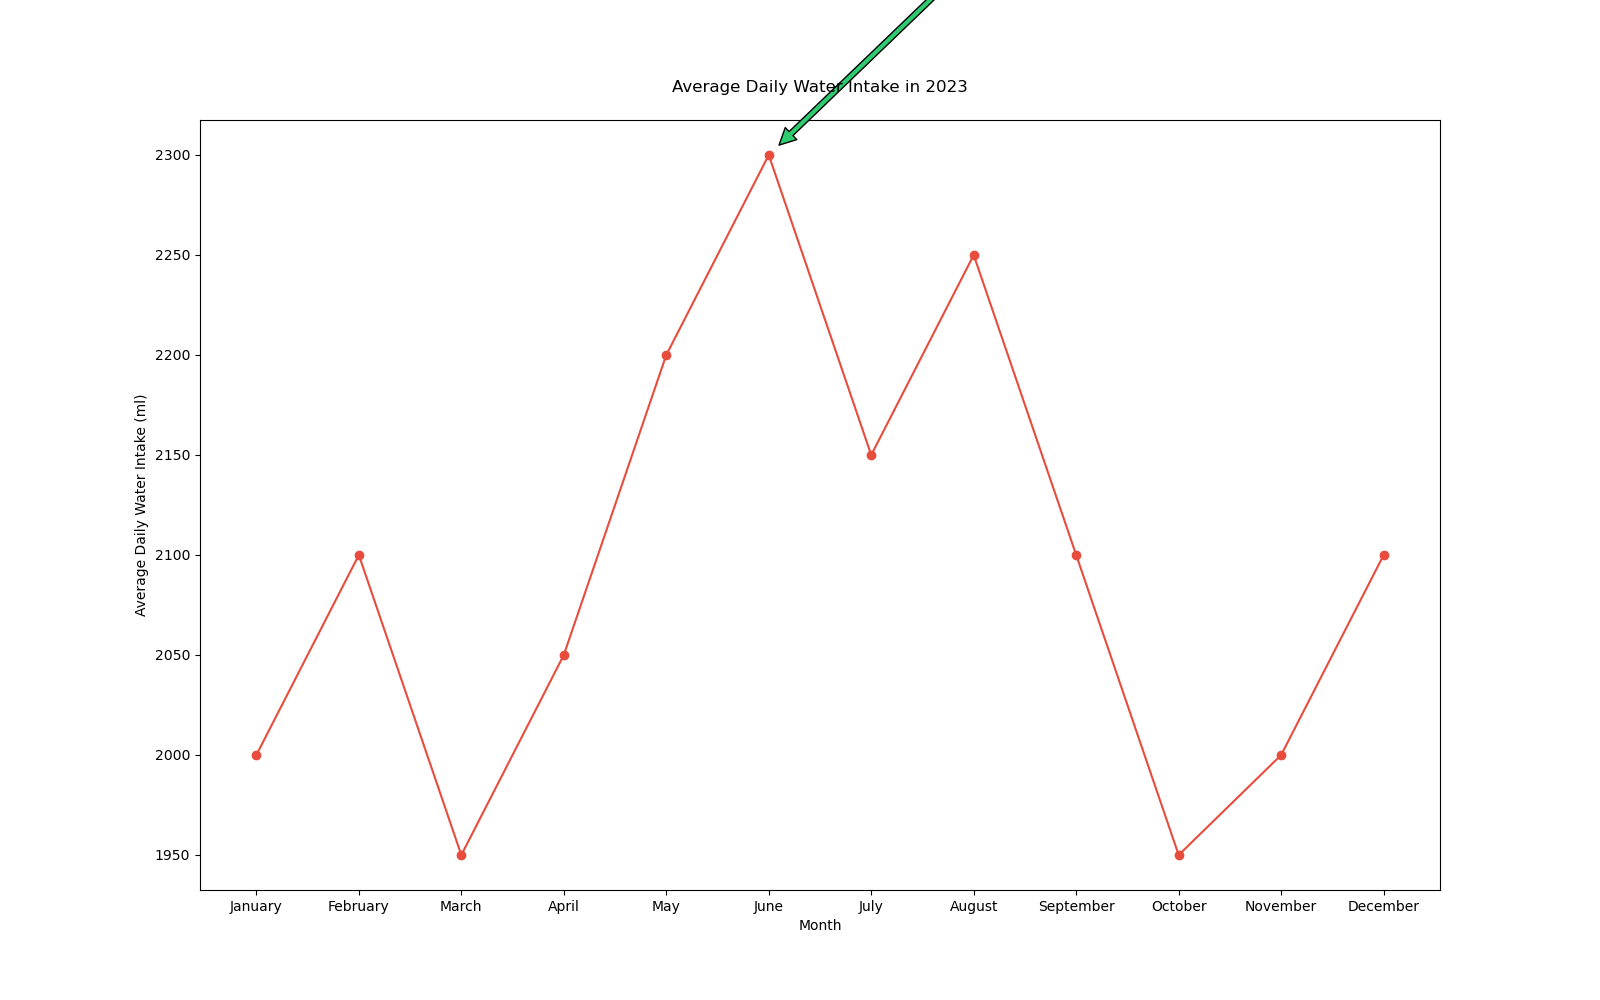 Average Daily Water Intake in 2023
2300
2250
2200
2150
2100
2050
2000
1950
Average Daily Water Intake (ml)
January February March April May June July August September October November December
Month